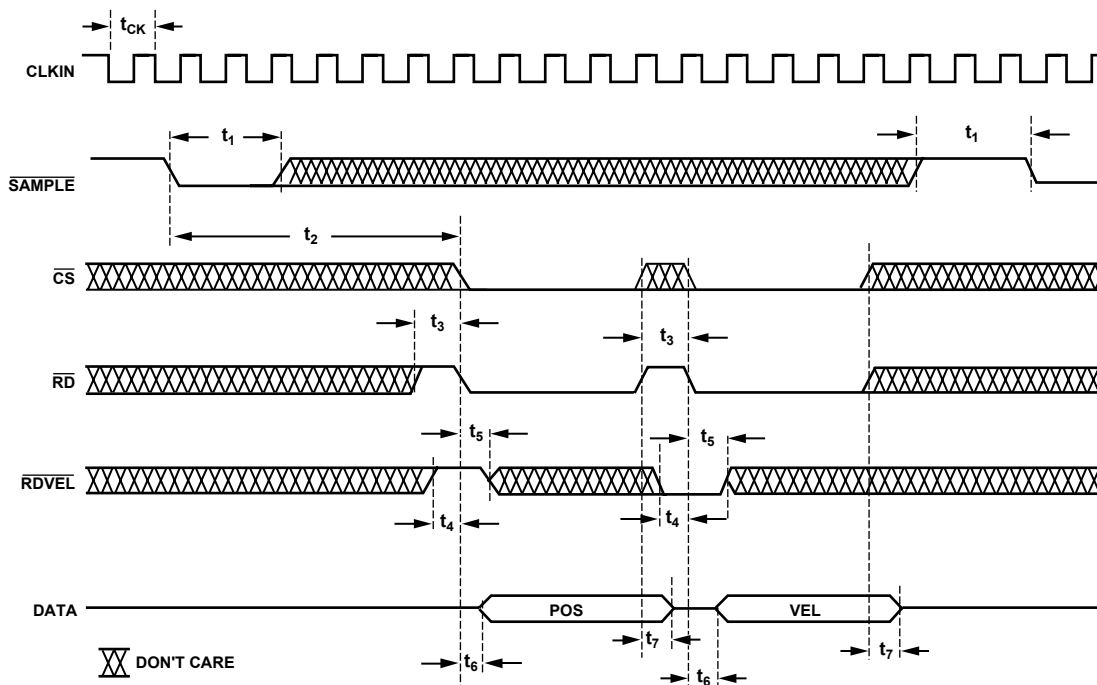 tCK
CLKIN
t1
t1
SAMPLE
t2
CS
t3
t3
RD
t5
t5
RDVEL
t4
t4
DATA
POS
VEL
t7
t7
t6
t6
DON'T CARE